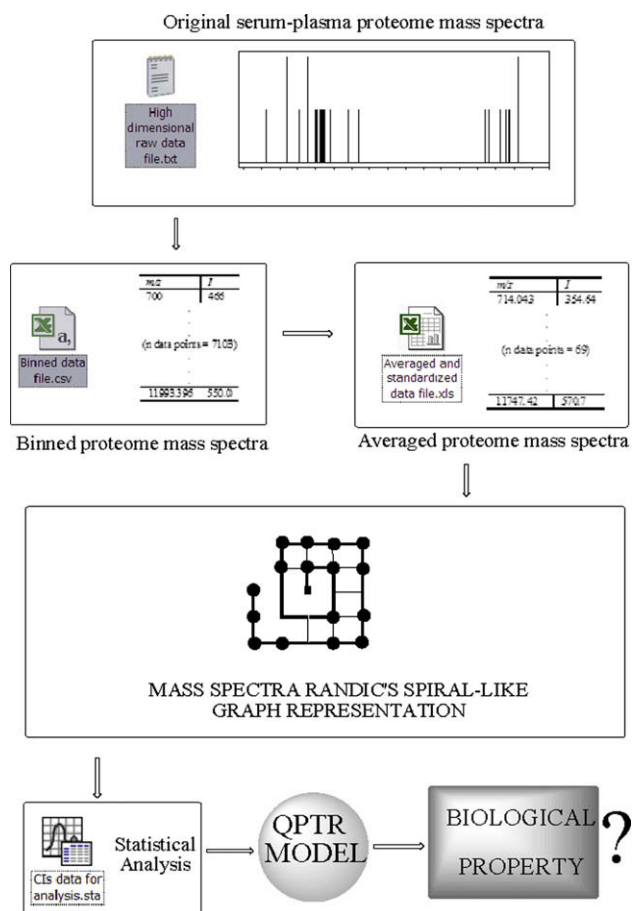 Original serum-plasma proteome mass spectra
High
dimensional
raw data
file.txt
m/z I
700 466
(n data points = 7103)
11993.396 550.0
a,
Binned data
file.csv
m/z I
714.043 354.64
(n data points = 69)
11747.42 570.7
Averaged and
standardized
data file.xls
Binned proteome mass spectra
Averaged proteome mass spectra
MASS SPECTRA RANDIC'S SPIRAL-LIKE
GRAPH REPRESENTATION
CIs data for
analysis.sta
Statistical
Analysis
QPTR
MODEL
BIOLOGICAL
PROPERTY
?